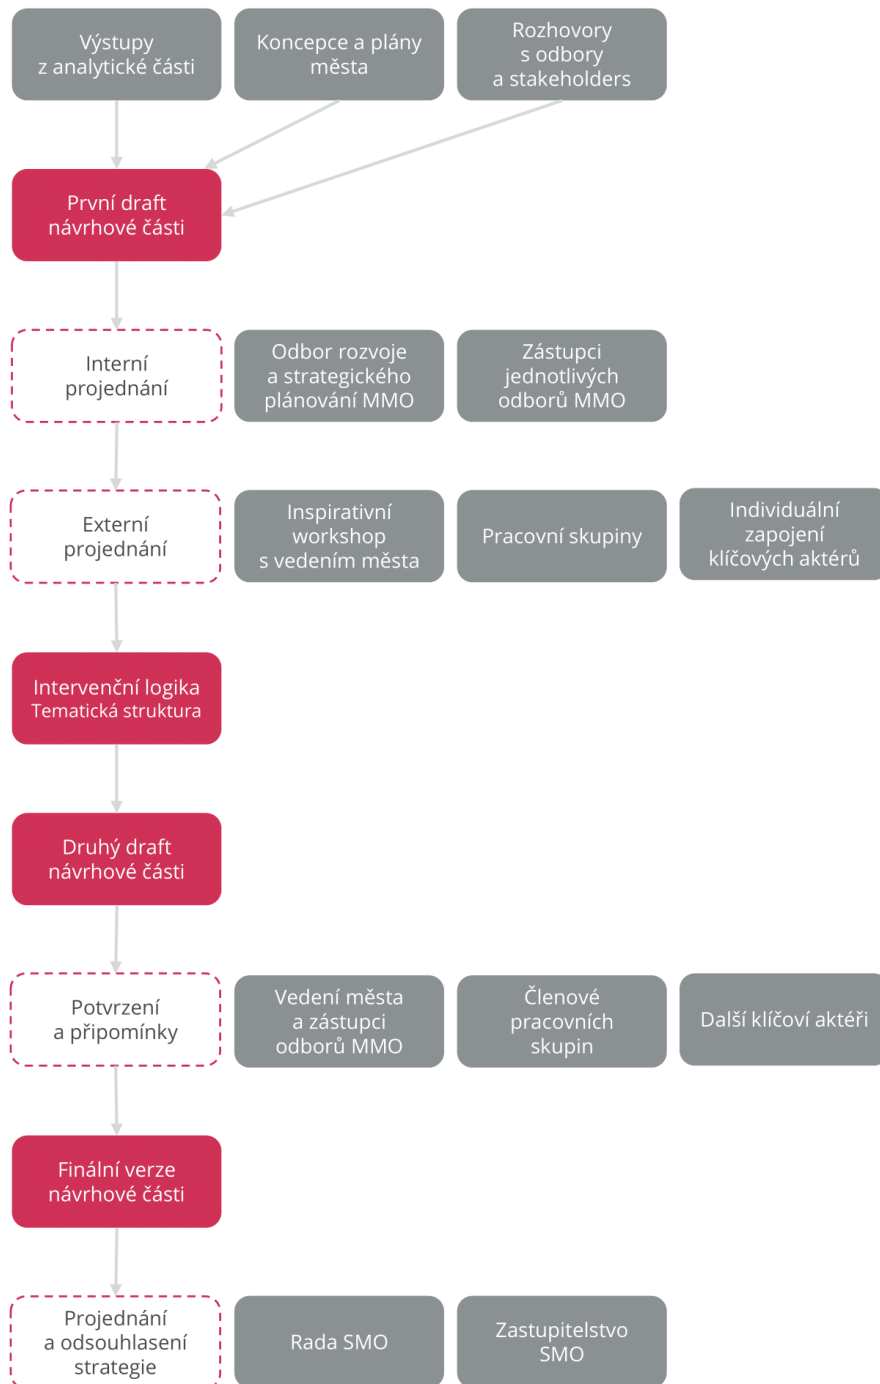 Výstupy
z analytické části
Koncepce a plány
města
Rozhovory
s odbory
a stakeholders
První draft
návrhové části
Interní
projednání
Odbor rozvoje
a strategického
plánování MMO
Zástupci
jednotlivých
odborů MMO
Externí
projednání
Inspirativní
workshop
s vedením města
Pracovní skupiny
Individuální
zapojení
klíčových aktérů
Intervenční logika
Tematická struktura
Druhý draft
návrhové části
Potvrzení
a připomínky
Vedení města
a zástupci
odborů MMO
Členové
pracovních
skupin
Další klíčoví aktéři
Finální verze
návrhové části
Projednání
a odsouhlasení
strategie
Rada SMO
Zastupitelstvo
SMO